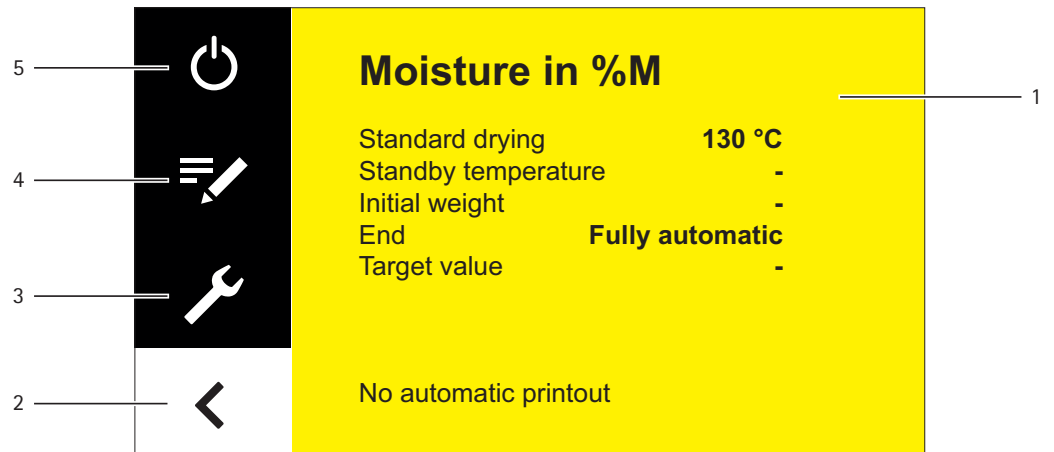 5
Moisture in %M
1
Standard drying 130 °C
4
Standby temperature -
Initial weight -
End Fully automatic
Target value -
3
2
No automatic printout